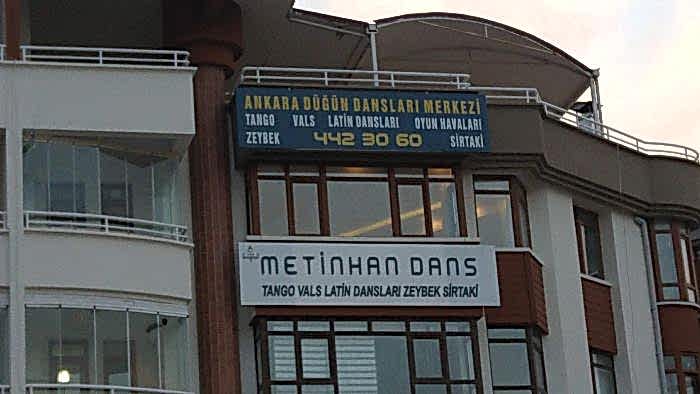 ANKARA DÜĞÜN DANSLARI MERKEZİ
TANGO VALS LATİN DANSLARI OYUN HAVALARI
ZEYBEK 442 30 60 SİRTAKİ
METİNHAN DANS
TANGO VALS LATİN DANSLARI ZEYBEK SİRTAKİ